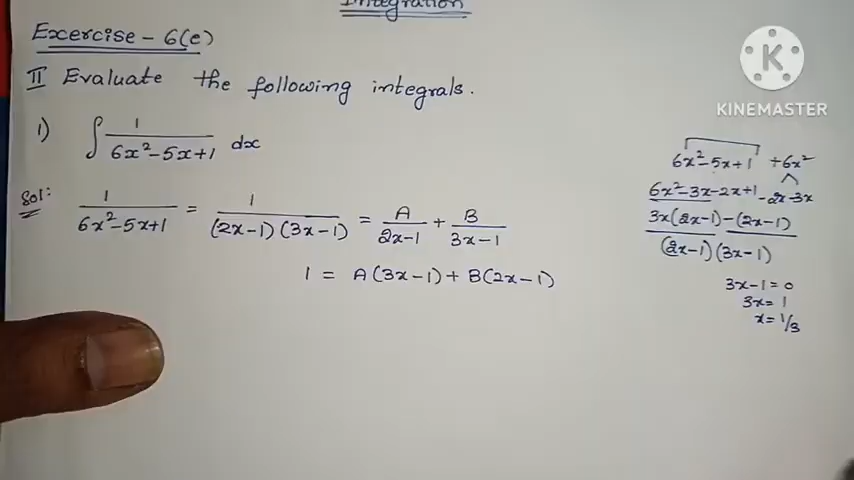 Integration
Excercise - 6(e)
II Evaluate the following integrals.
1) ∫ 1/(6x²-5x+1) dx
Sol: 1/(6x²-5x+1) = 1/((2x-1)(3x-1)) = A/(2x-1) + B/(3x-1)
1 = A(3x-1) + B(2x-1)
6x²-5x+1 +6x²
6x²-3x-2x+1 -2x-3x
3x(2x-1)-(2x-1)
(2x-1)(3x-1)
3x-1=0
3x=1
x=1/3
K
KINEMASTER